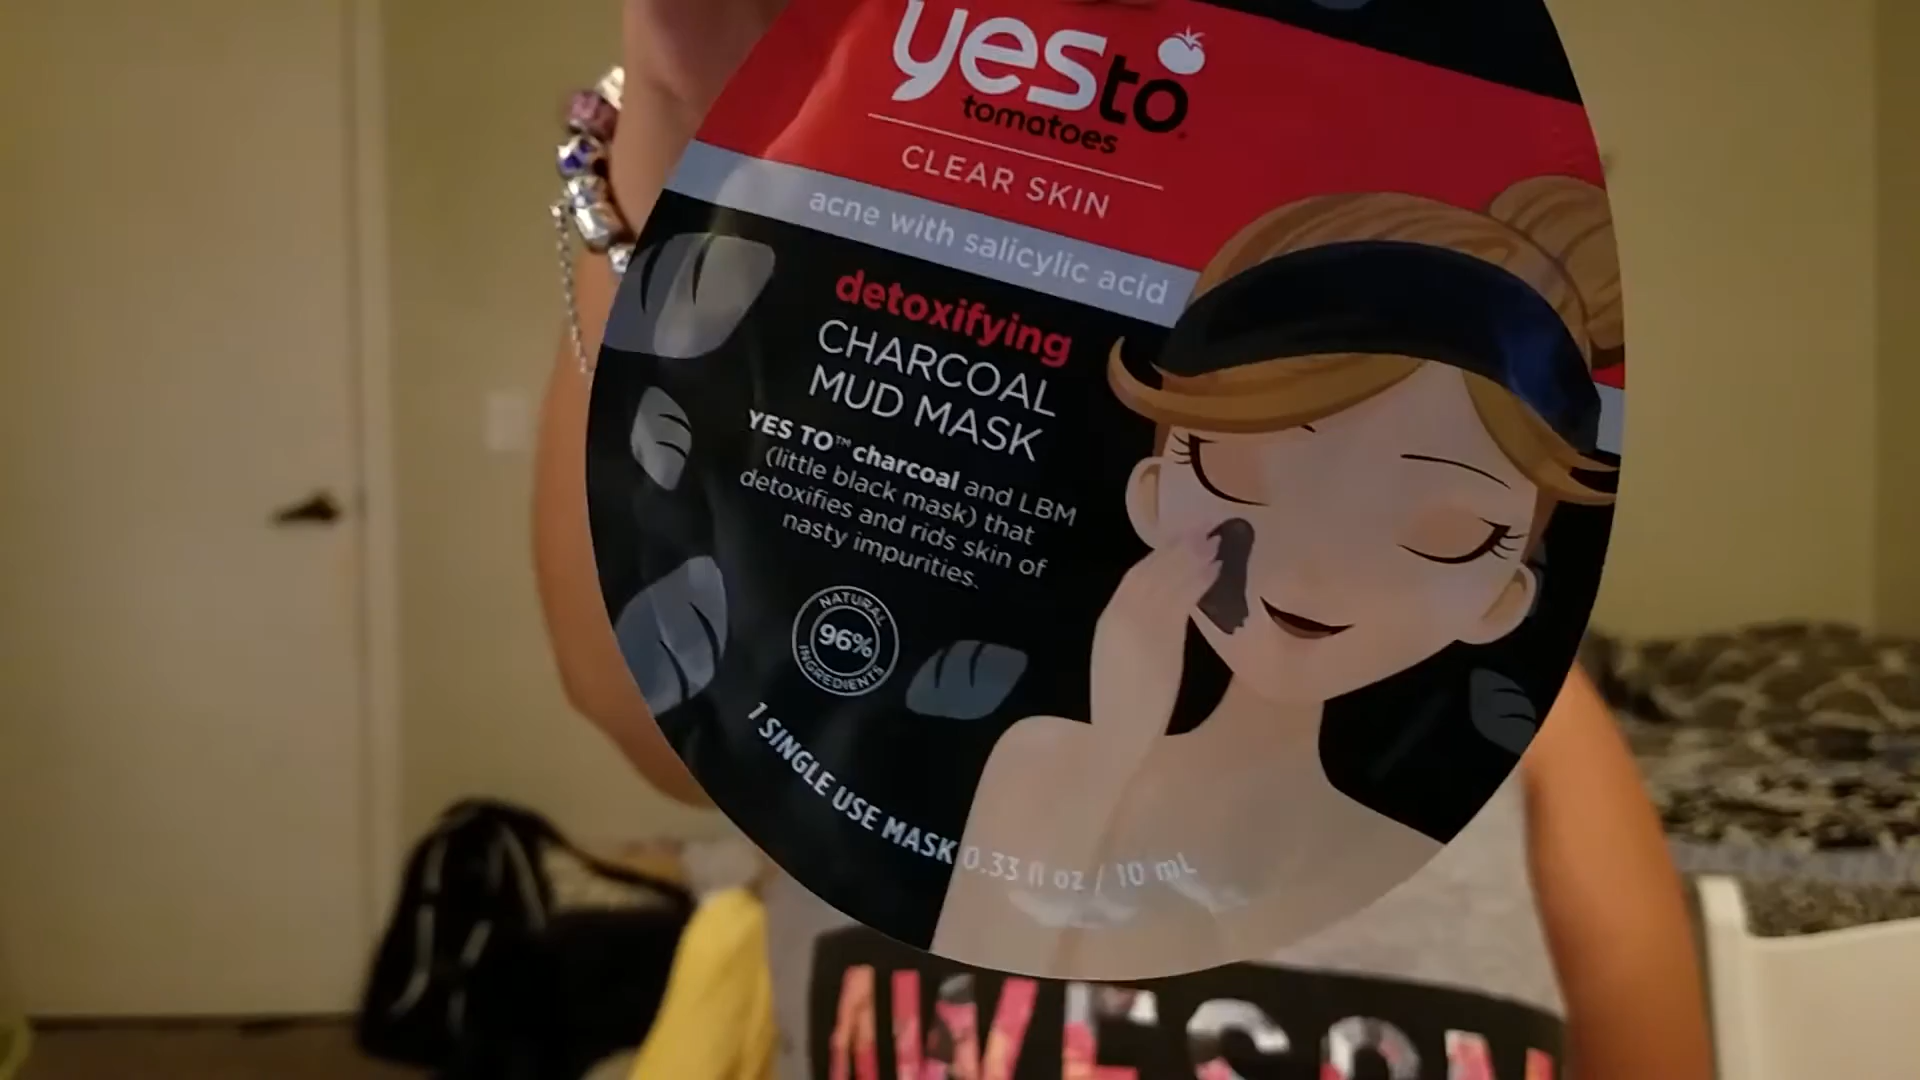 yes to
tomatoes
CLEAR SKIN
acne with salicylic acid
detoxifying
CHARCOAL
MUD MASK
YES TO™ charcoal and LBM
(little black mask) that
detoxifies and rids skin of
nasty impurities.
NATURAL
96%
INGREDIENTS
1 SINGLE USE MASK 0.33 fl oz / 10 mL
AWESOM